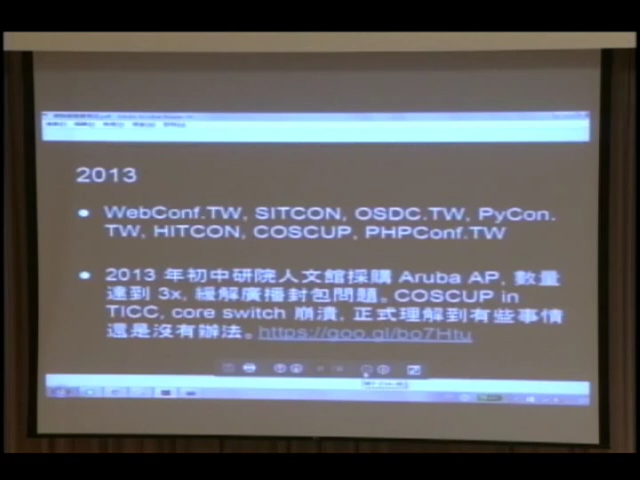 2013
WebConf.TW, SITCON, OSDC.TW, PyCon.
TW, HITCON, COSCUP, PHPConf.TW
2013 年初中研院人文館採購 Aruba AP, 數量
達到 3x, 緩解廣播封包問題。COSCUP in
TICC, core switch 崩潰, 正式理解到有些事情
還是沒有辦法。https://goo.gl/bo7Htu